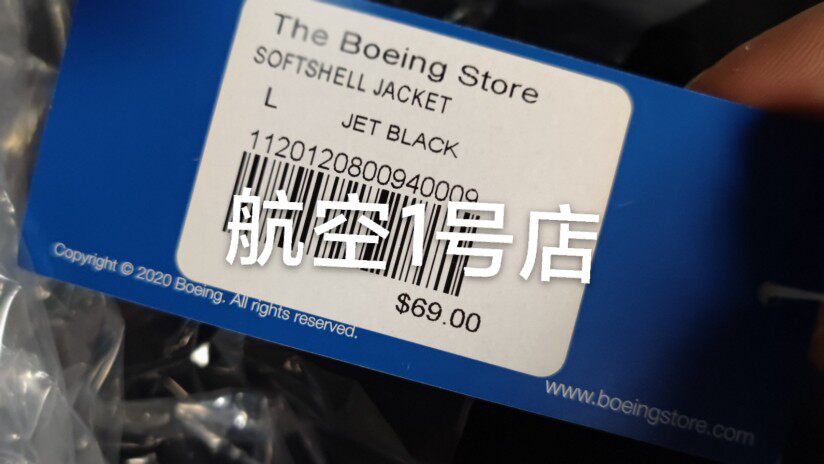 The Boeing Store
SOFTSHELL JACKET
L JET BLACK
1120120800940009
航空1号店
$69.00
Copyright © 2020 Boeing. All rights reserved.
www.boeingstore.com